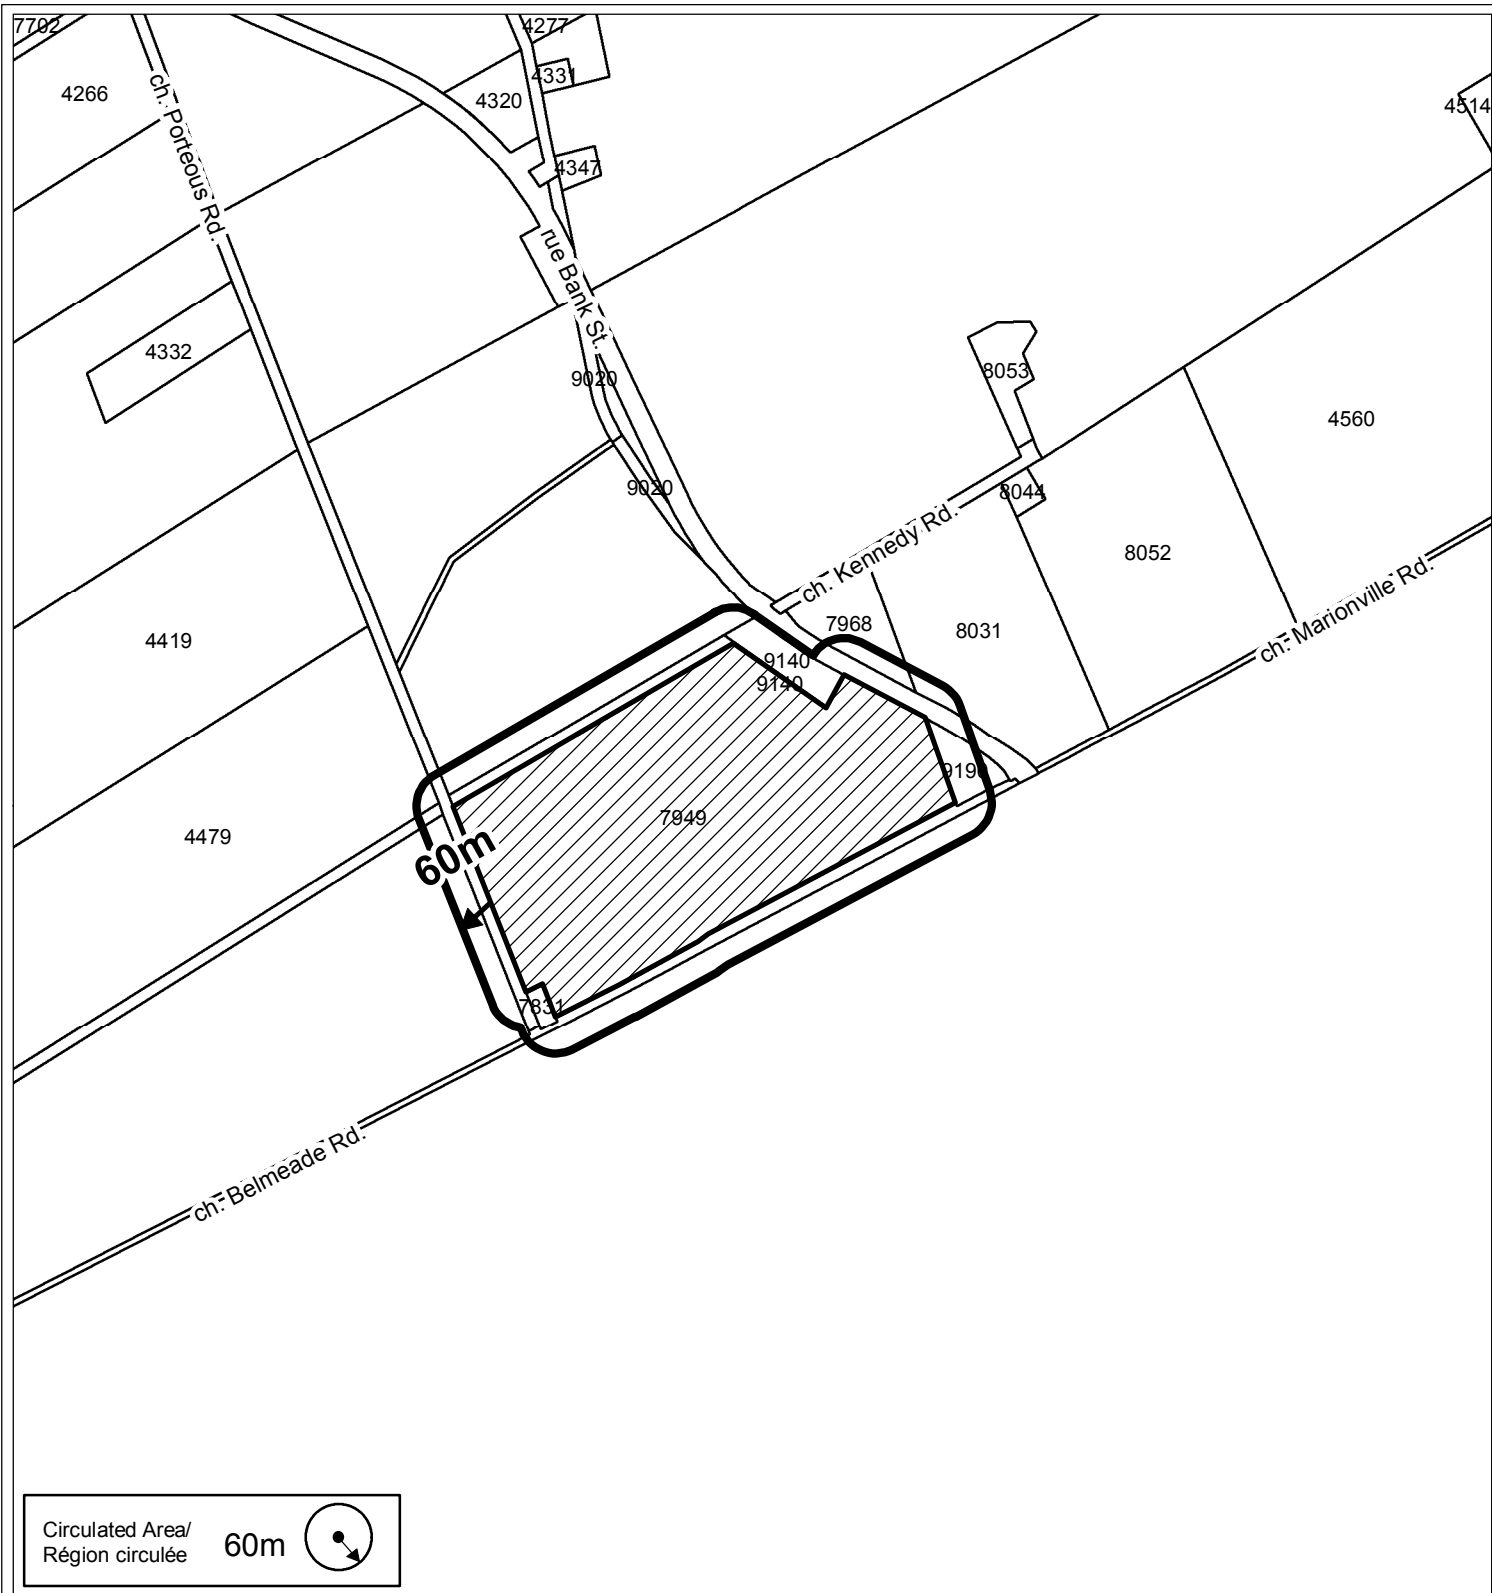 7702
4277
4331
4266
4320
4514
ch. Porteous Rd.
4347
rue Bank St.
4332
9020
8053
4560
9020
8044
ch. Kennedy Rd.
8052
ch. Marionville Rd.
7968
8031
4419
9140
9140
9190
7949
4479
60m
7831
ch. Belmeade Rd.
Circulated Area/
Région circulée
60m